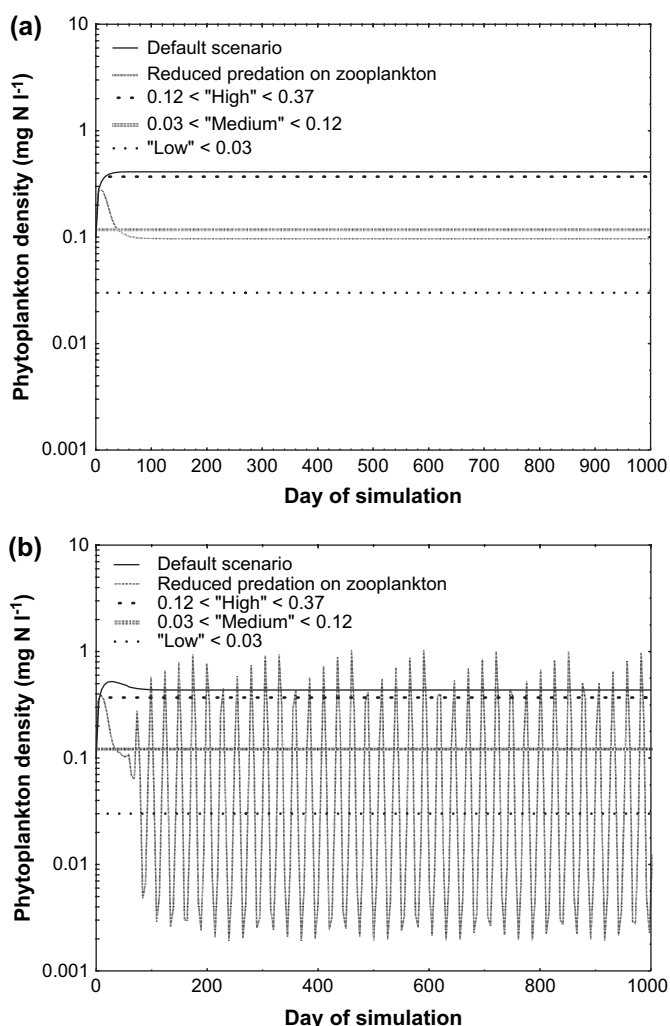 (a)
10
Default scenario
Reduced predation on zooplankton
0.12 < "High" < 0.37
0.03 < "Medium" < 0.12
"Low" < 0.03
1
0.1
0.01
0.001
Phytoplankton density (mg N l-1)
0 100 200 300 400 500 600 700 800 900 1000
Day of simulation
(b)
10
Default scenario
Reduced predation on zooplankton
0.12 < "High" < 0.37
0.03 < "Medium" < 0.12
"Low" < 0.03
1
0.1
0.01
0.001
Phytoplankton density (mg N l-1)
0 200 400 600 800 1000
Day of simulation